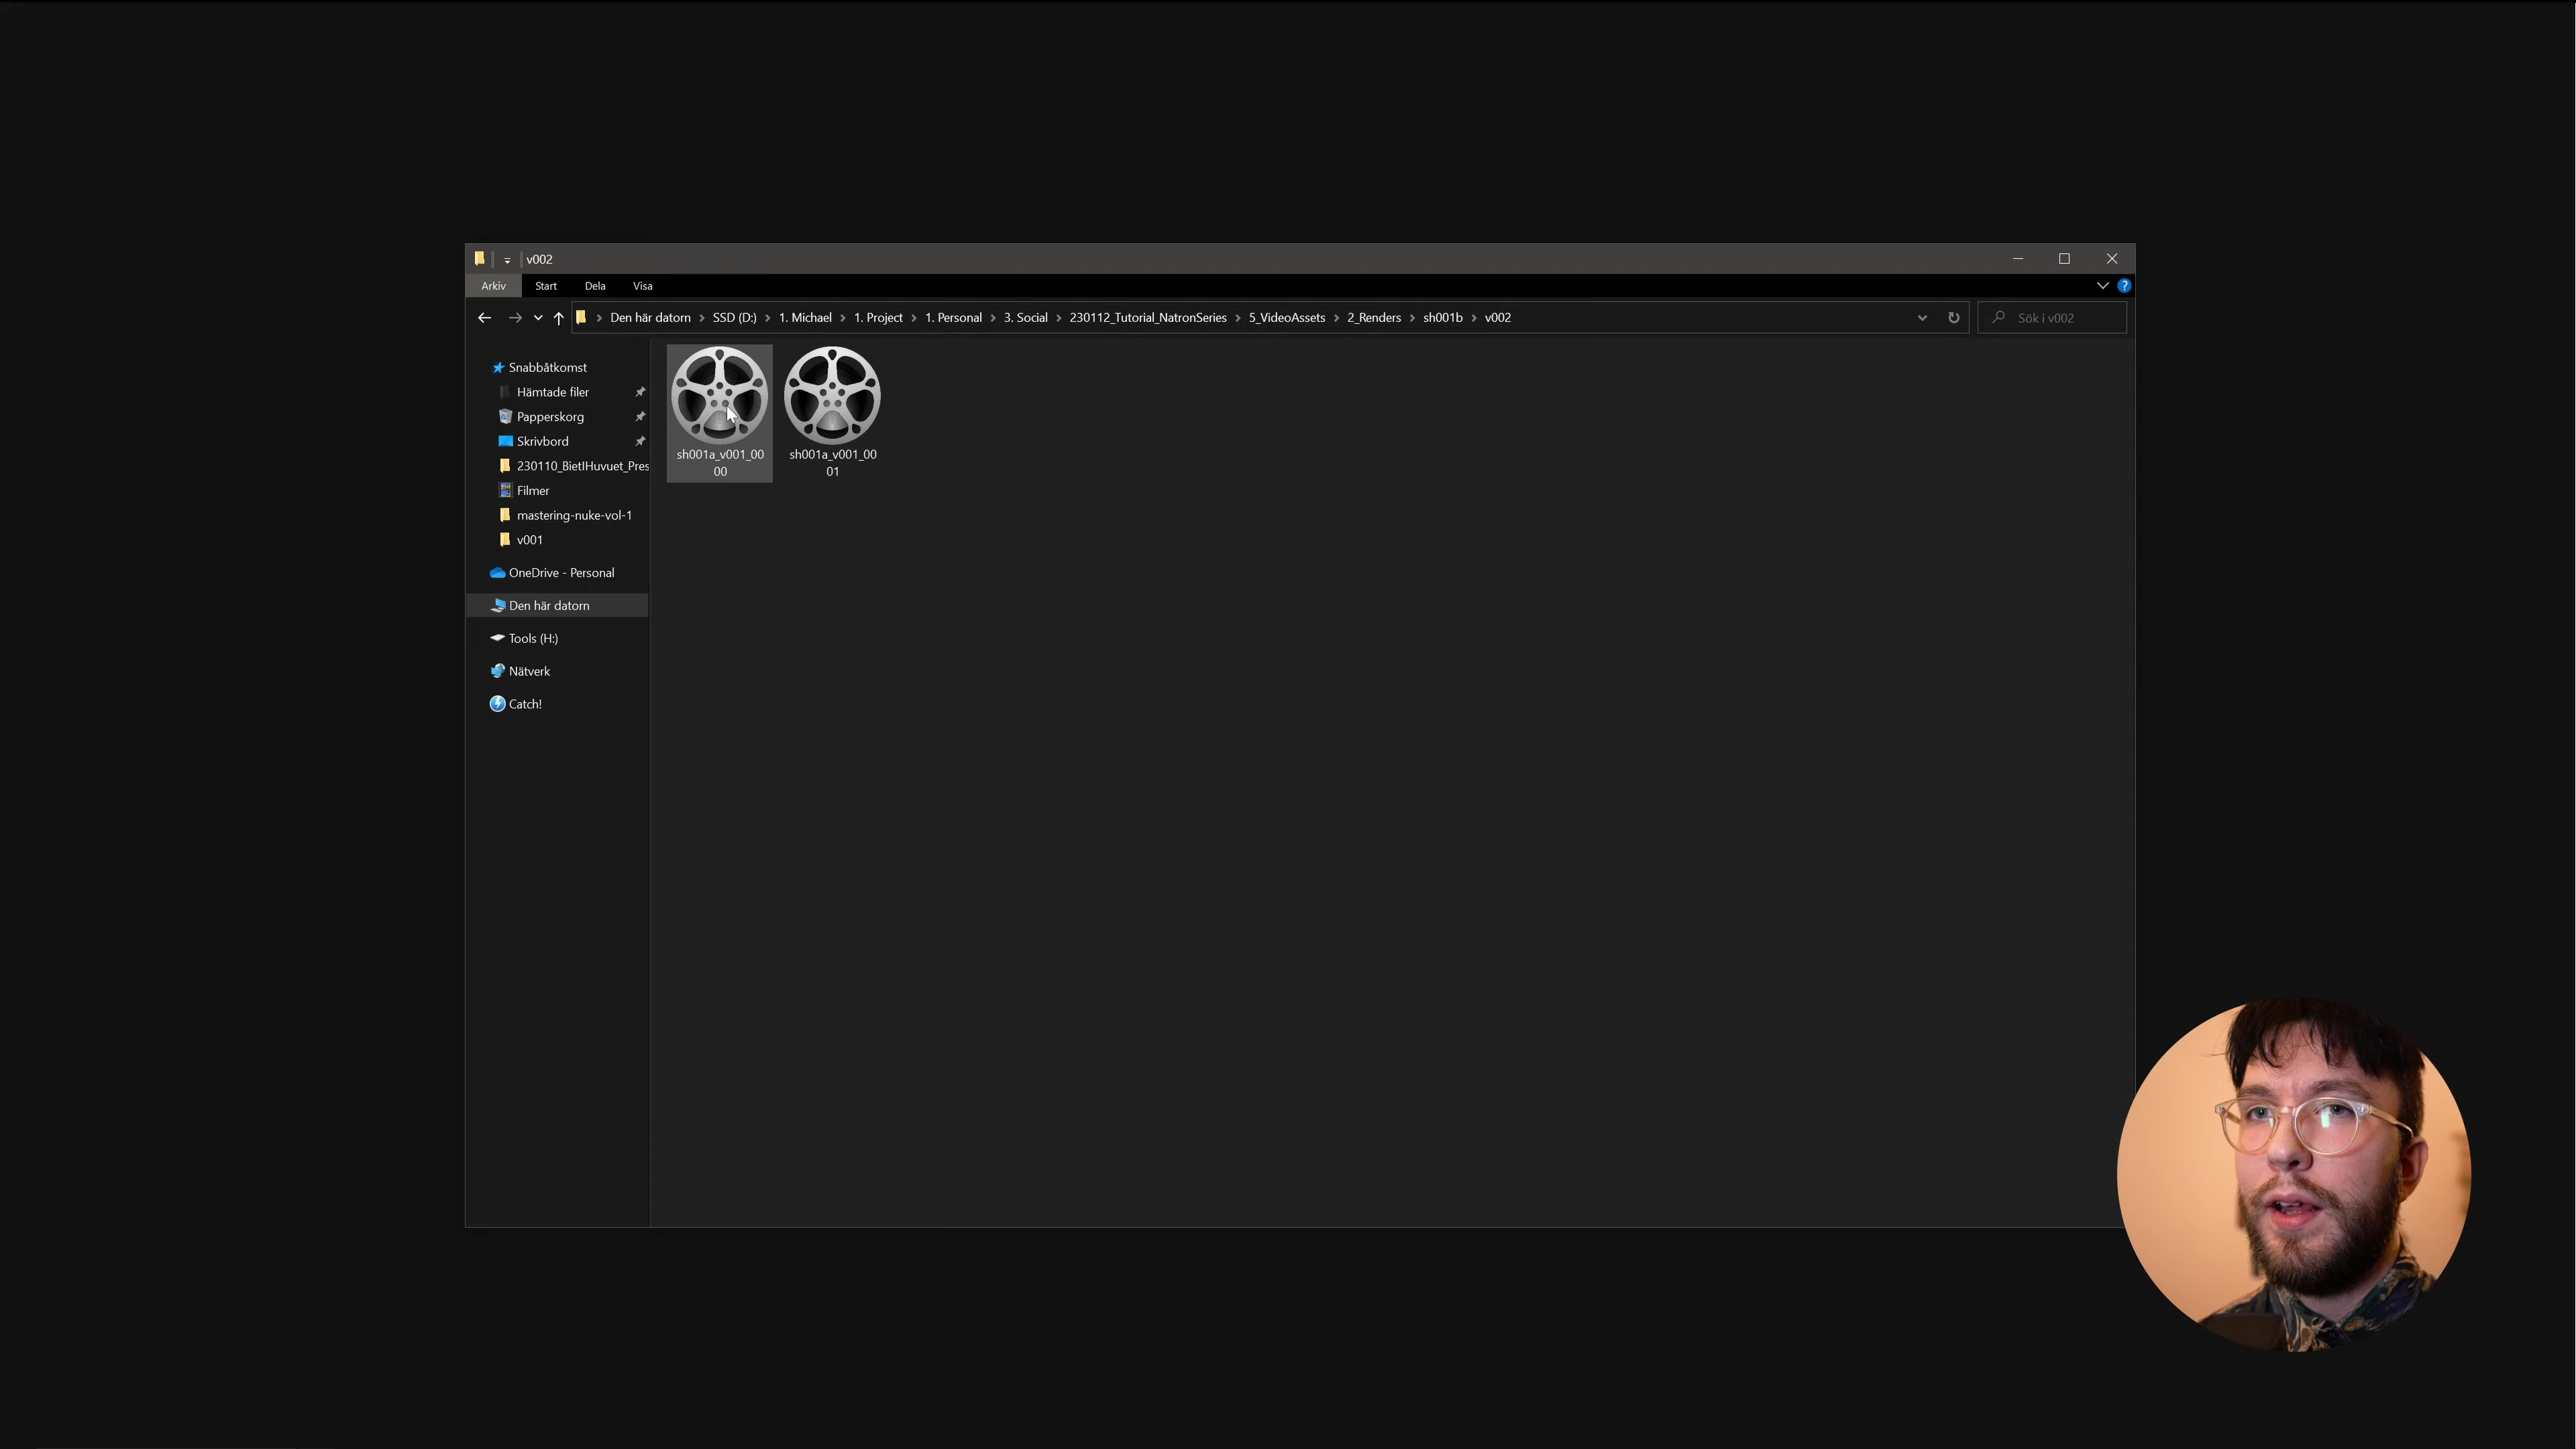 v002
Arkiv Start Dela Visa
Den här datorn SSD (D:) 1. Michael 1. Project 1. Personal 3. Social 230112_Tutorial_NatronSeries 5_VideoAssets 2_Renders sh001b v002
Sök i v002
Snabbåtkomst
Hämtade filer
Papperskorg
Skrivbord
230110_BietIHuvuet_Pres
Filmer
mastering-nuke-vol-1
v001
OneDrive - Personal
Den här datorn
Tools (H:)
Nätverk
Catch!
sh001a_v001_00
00
sh001a_v001_00
01